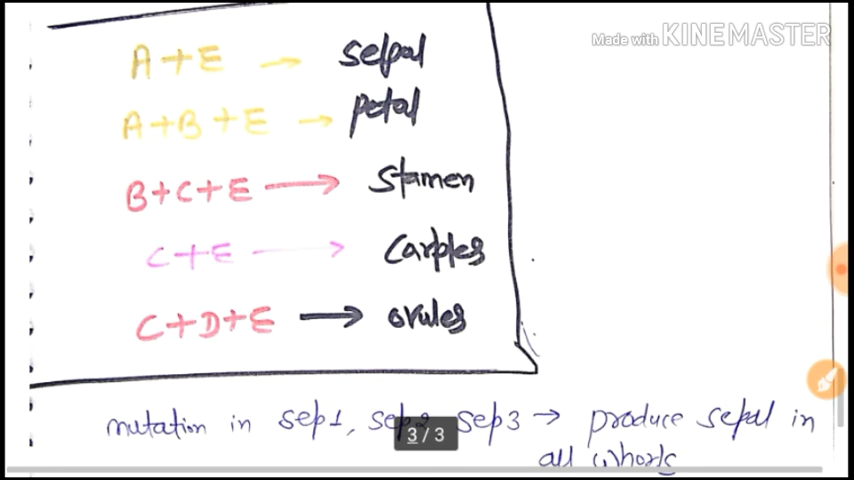 Made with KINEMASTER
A+E → sepal
A+B+E → petal
B+C+E → stamen
C+E → Carples
C+D+E → ovules
mutation in sep1, sep2 sep3 → produce sepal in
all whorls
3 / 3